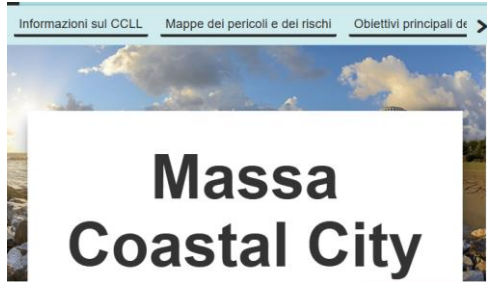 Informazioni sul CCLL Mappe dei pericoli e dei rischi Obiettivi principali de
Massa
Coastal City